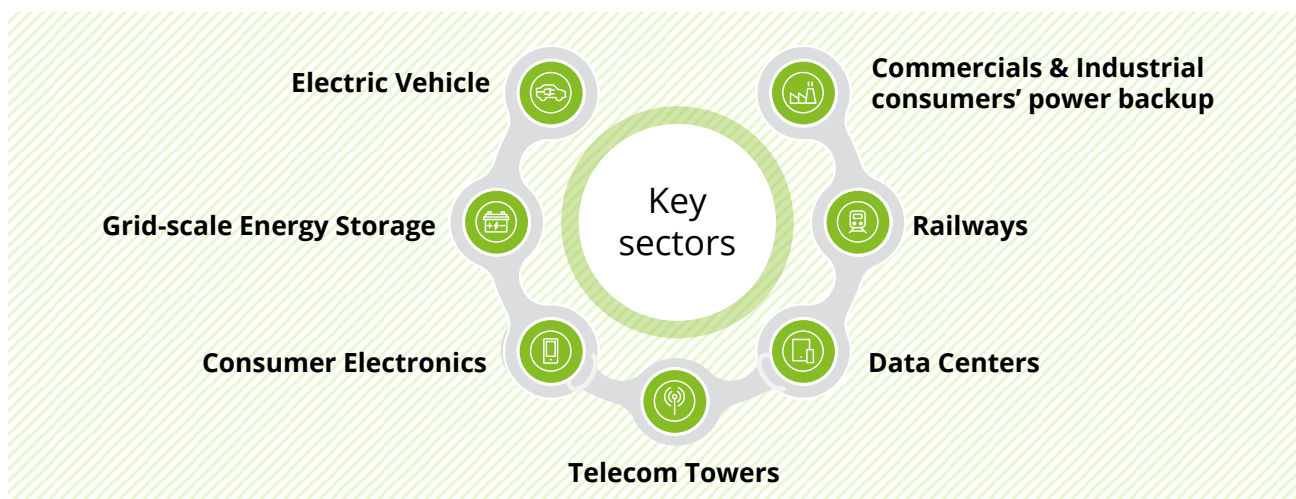 Electric Vehicle
Commercials & Industrial
consumers’ power backup
Key
sectors
Grid-scale Energy Storage
Railways
Consumer Electronics
Data Centers
Telecom Towers